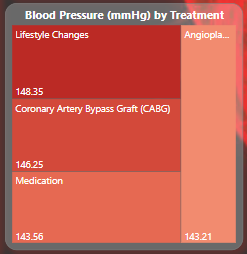 Blood Pressure (mmHg) by Treatment
Lifestyle Changes
148.35
Coronary Artery Bypass Graft (CABG)
146.25
Medication
143.56
Angiopla...
143.21